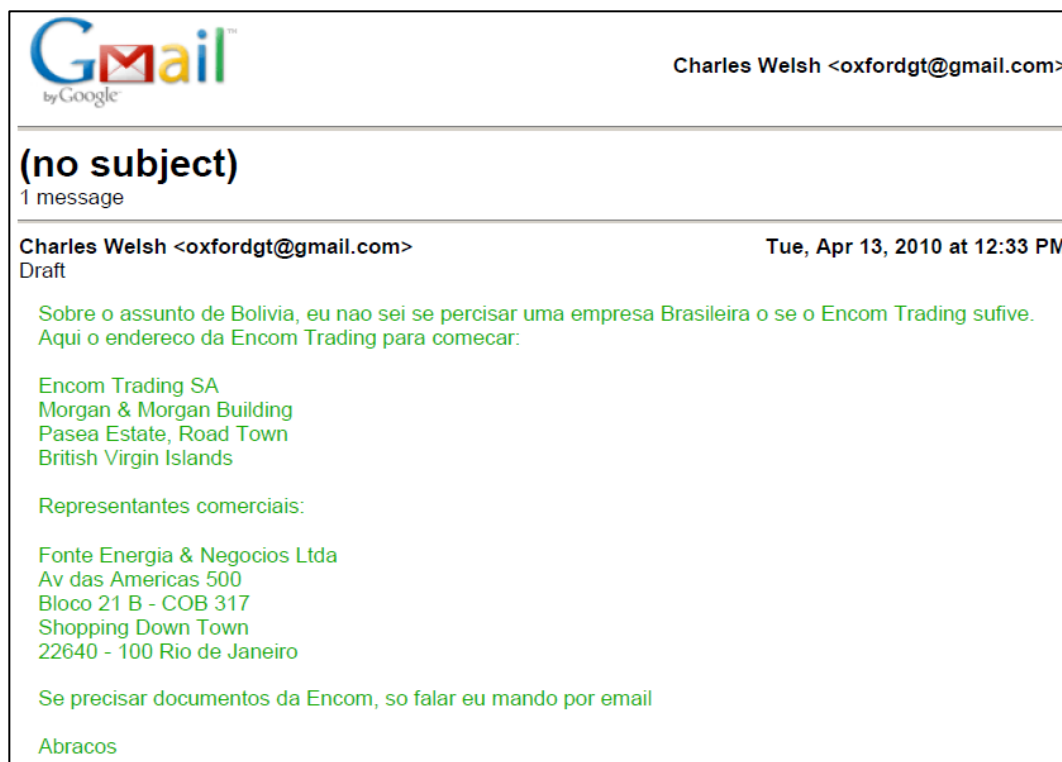 Gmail™
by Google™
Charles Welsh <oxfordgt@gmail.com>
(no subject)
1 message
Charles Welsh <oxfordgt@gmail.com> Tue, Apr 13, 2010 at 12:33 PM
Draft
Sobre o assunto de Bolivia, eu nao sei se percisar uma empresa Brasileira o se o Encom Trading sufive.
Aqui o endereco da Encom Trading para comecar:
Encom Trading SA
Morgan & Morgan Building
Pasea Estate, Road Town
British Virgin Islands
Representantes comerciais:
Fonte Energia & Negocios Ltda
Av das Americas 500
Bloco 21 B - COB 317
Shopping Down Town
22640 - 100 Rio de Janeiro
Se precisar documentos da Encom, so falar eu mando por email
Abracos